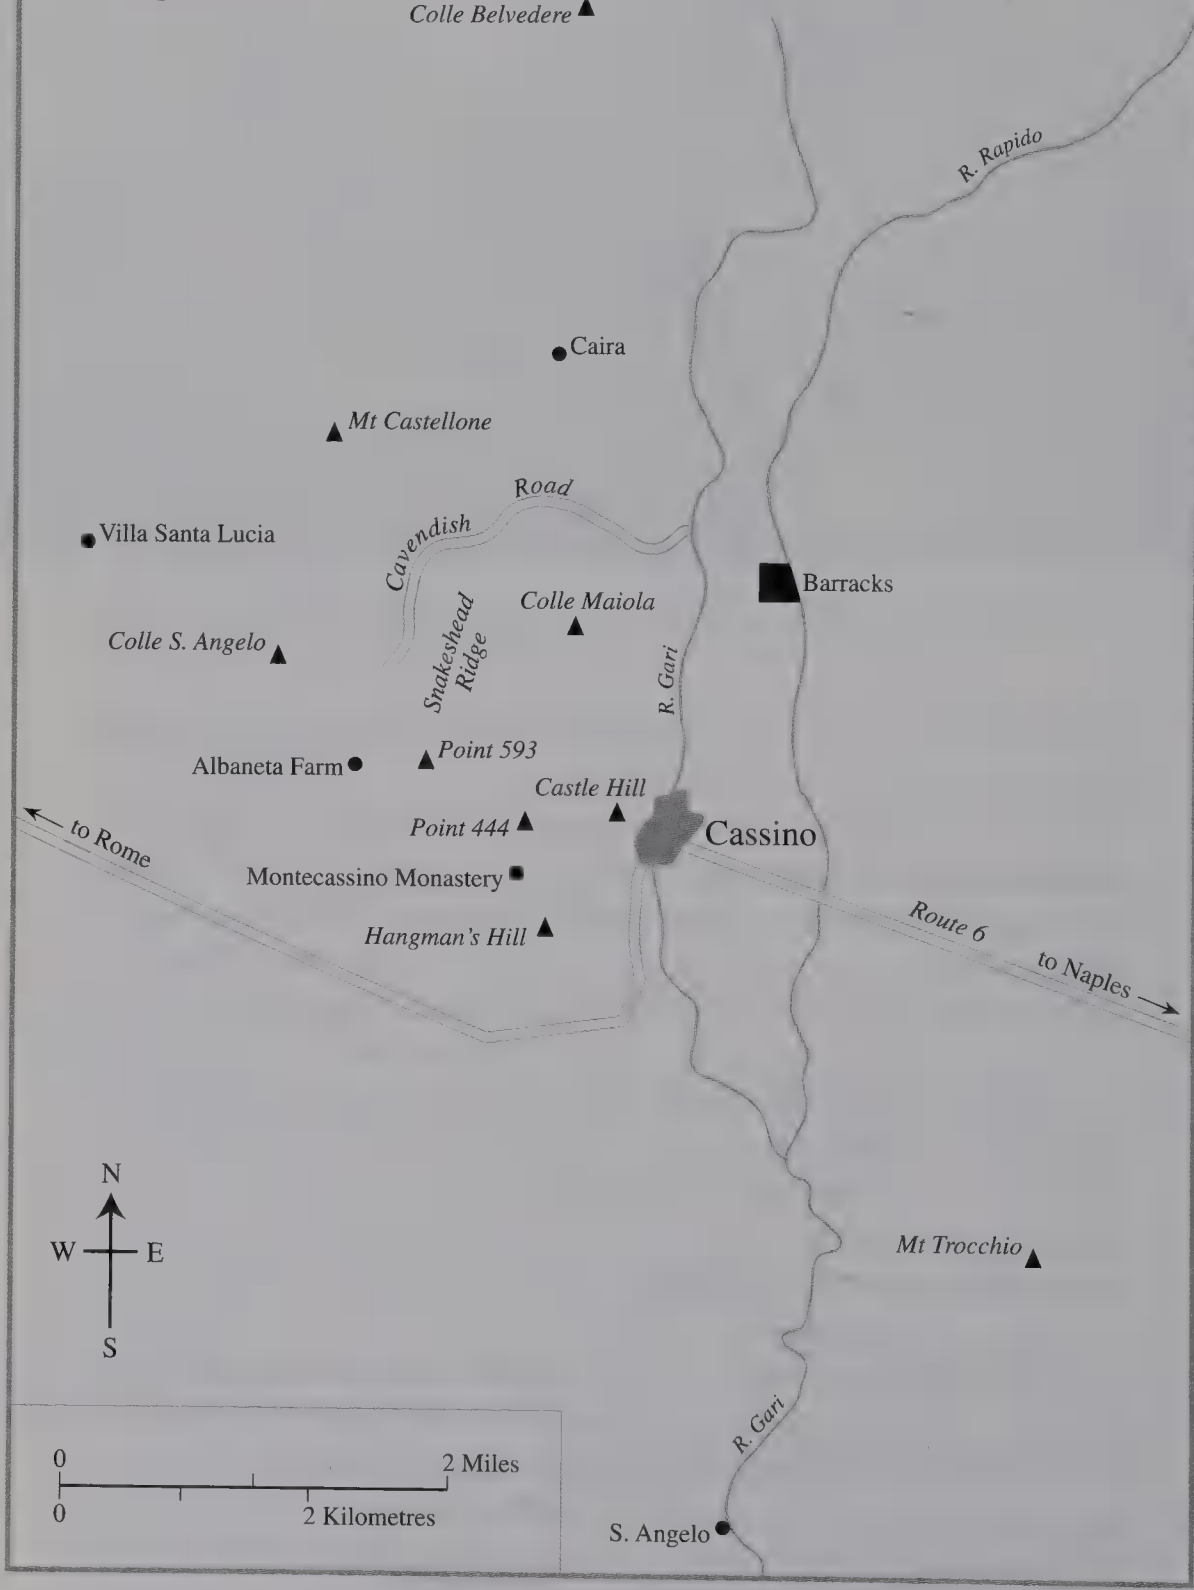 Colle Belvedere
R. Rapido
Caira
Mt Castellone
Cavendish Road
Villa Santa Lucia
Barracks
Colle Maiola
Colle S. Angelo
Snakeshead
Ridge
R. Gari
Point 593
Albaneta Farm
Castle Hill
Point 444
to Rome
Cassino
Montecassino Monastery
Route 6
Hangman's Hill
to Naples
N
W E
S
Mt Trocchio
R. Gari
0 2 Miles
0 2 Kilometres
S. Angelo